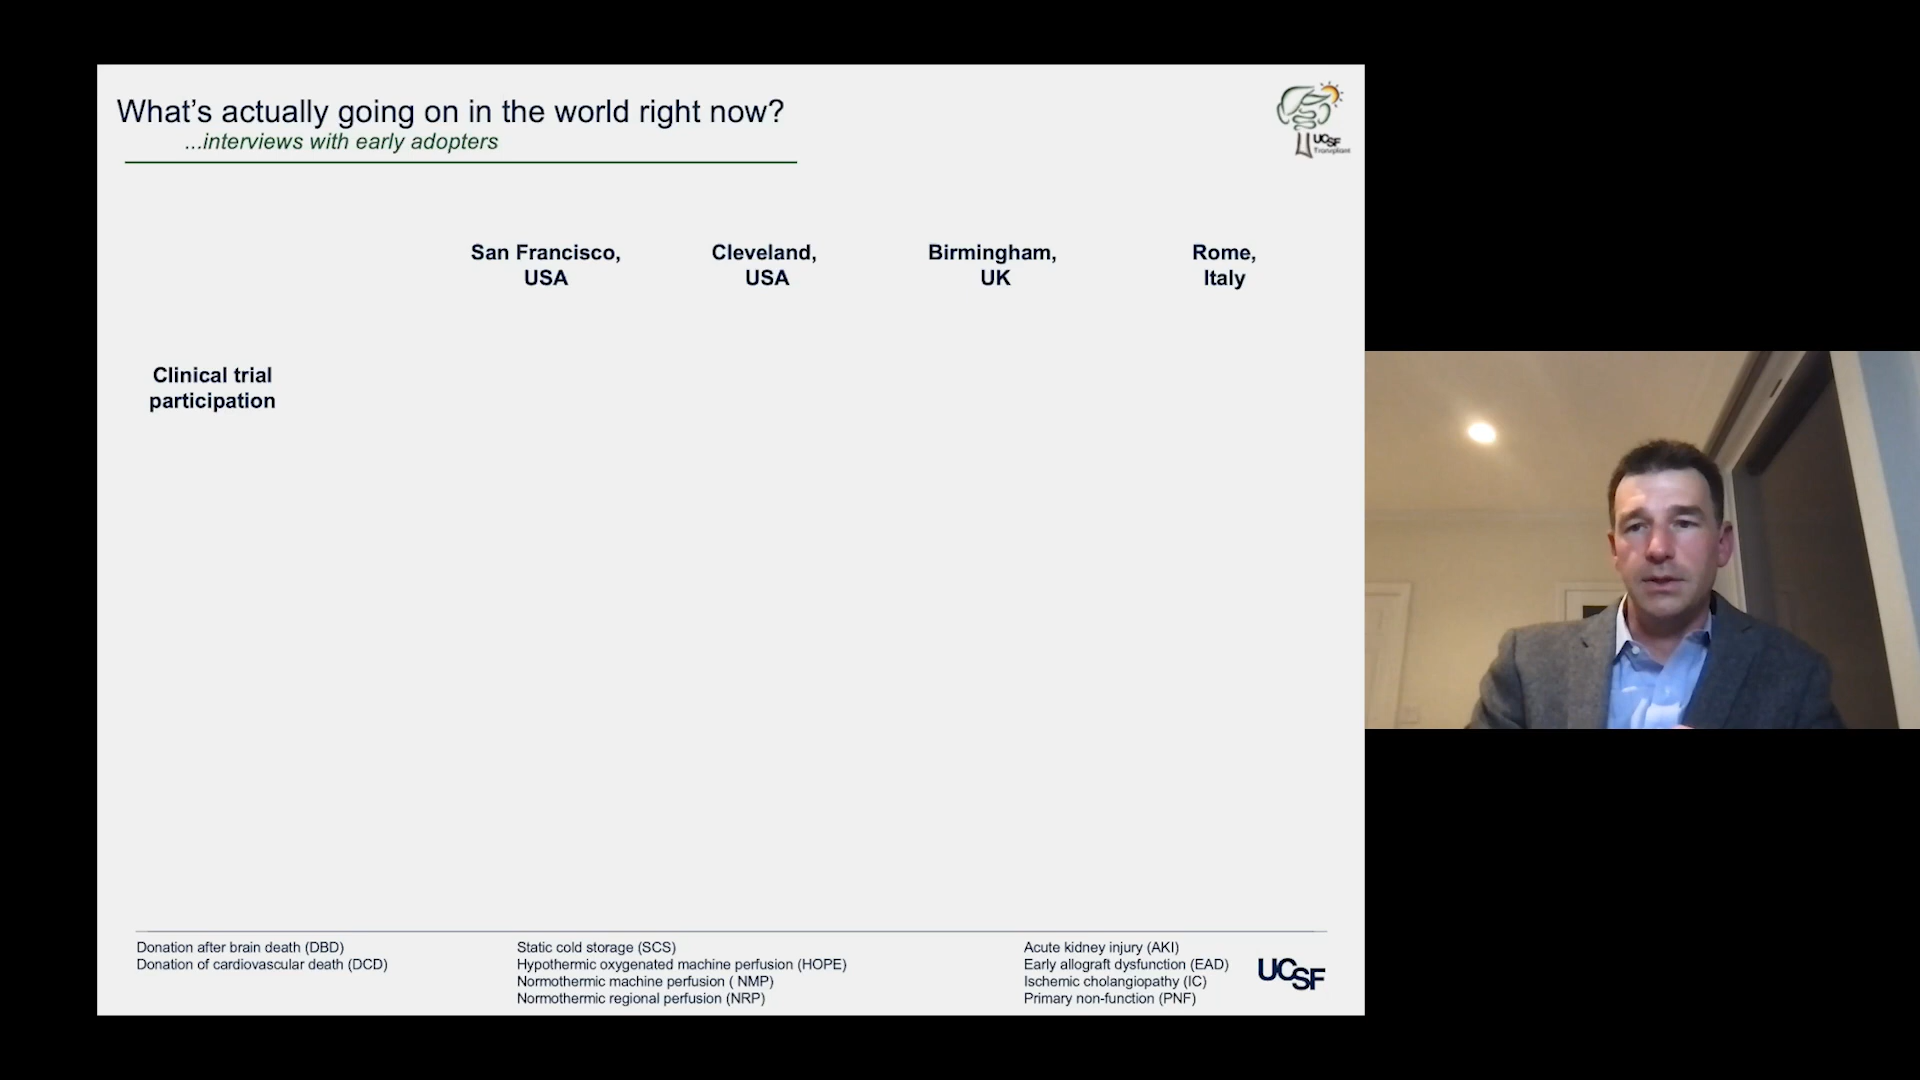 What's actually going on in the world right now?
...interviews with early adopters
UCSF
Transplant
San Francisco,
USA
Cleveland,
USA
Birmingham,
UK
Rome,
Italy
Clinical trial
participation
Donation after brain death (DBD)
Donation of cardiovascular death (DCD)
Static cold storage (SCS)
Hypothermic oxygenated machine perfusion (HOPE)
Normothermic machine perfusion ( NMP)
Normothermic regional perfusion (NRP)
Acute kidney injury (AKI)
Early allograft dysfunction (EAD)
Ischemic cholangiopathy (IC)
Primary non-function (PNF)
UCSF